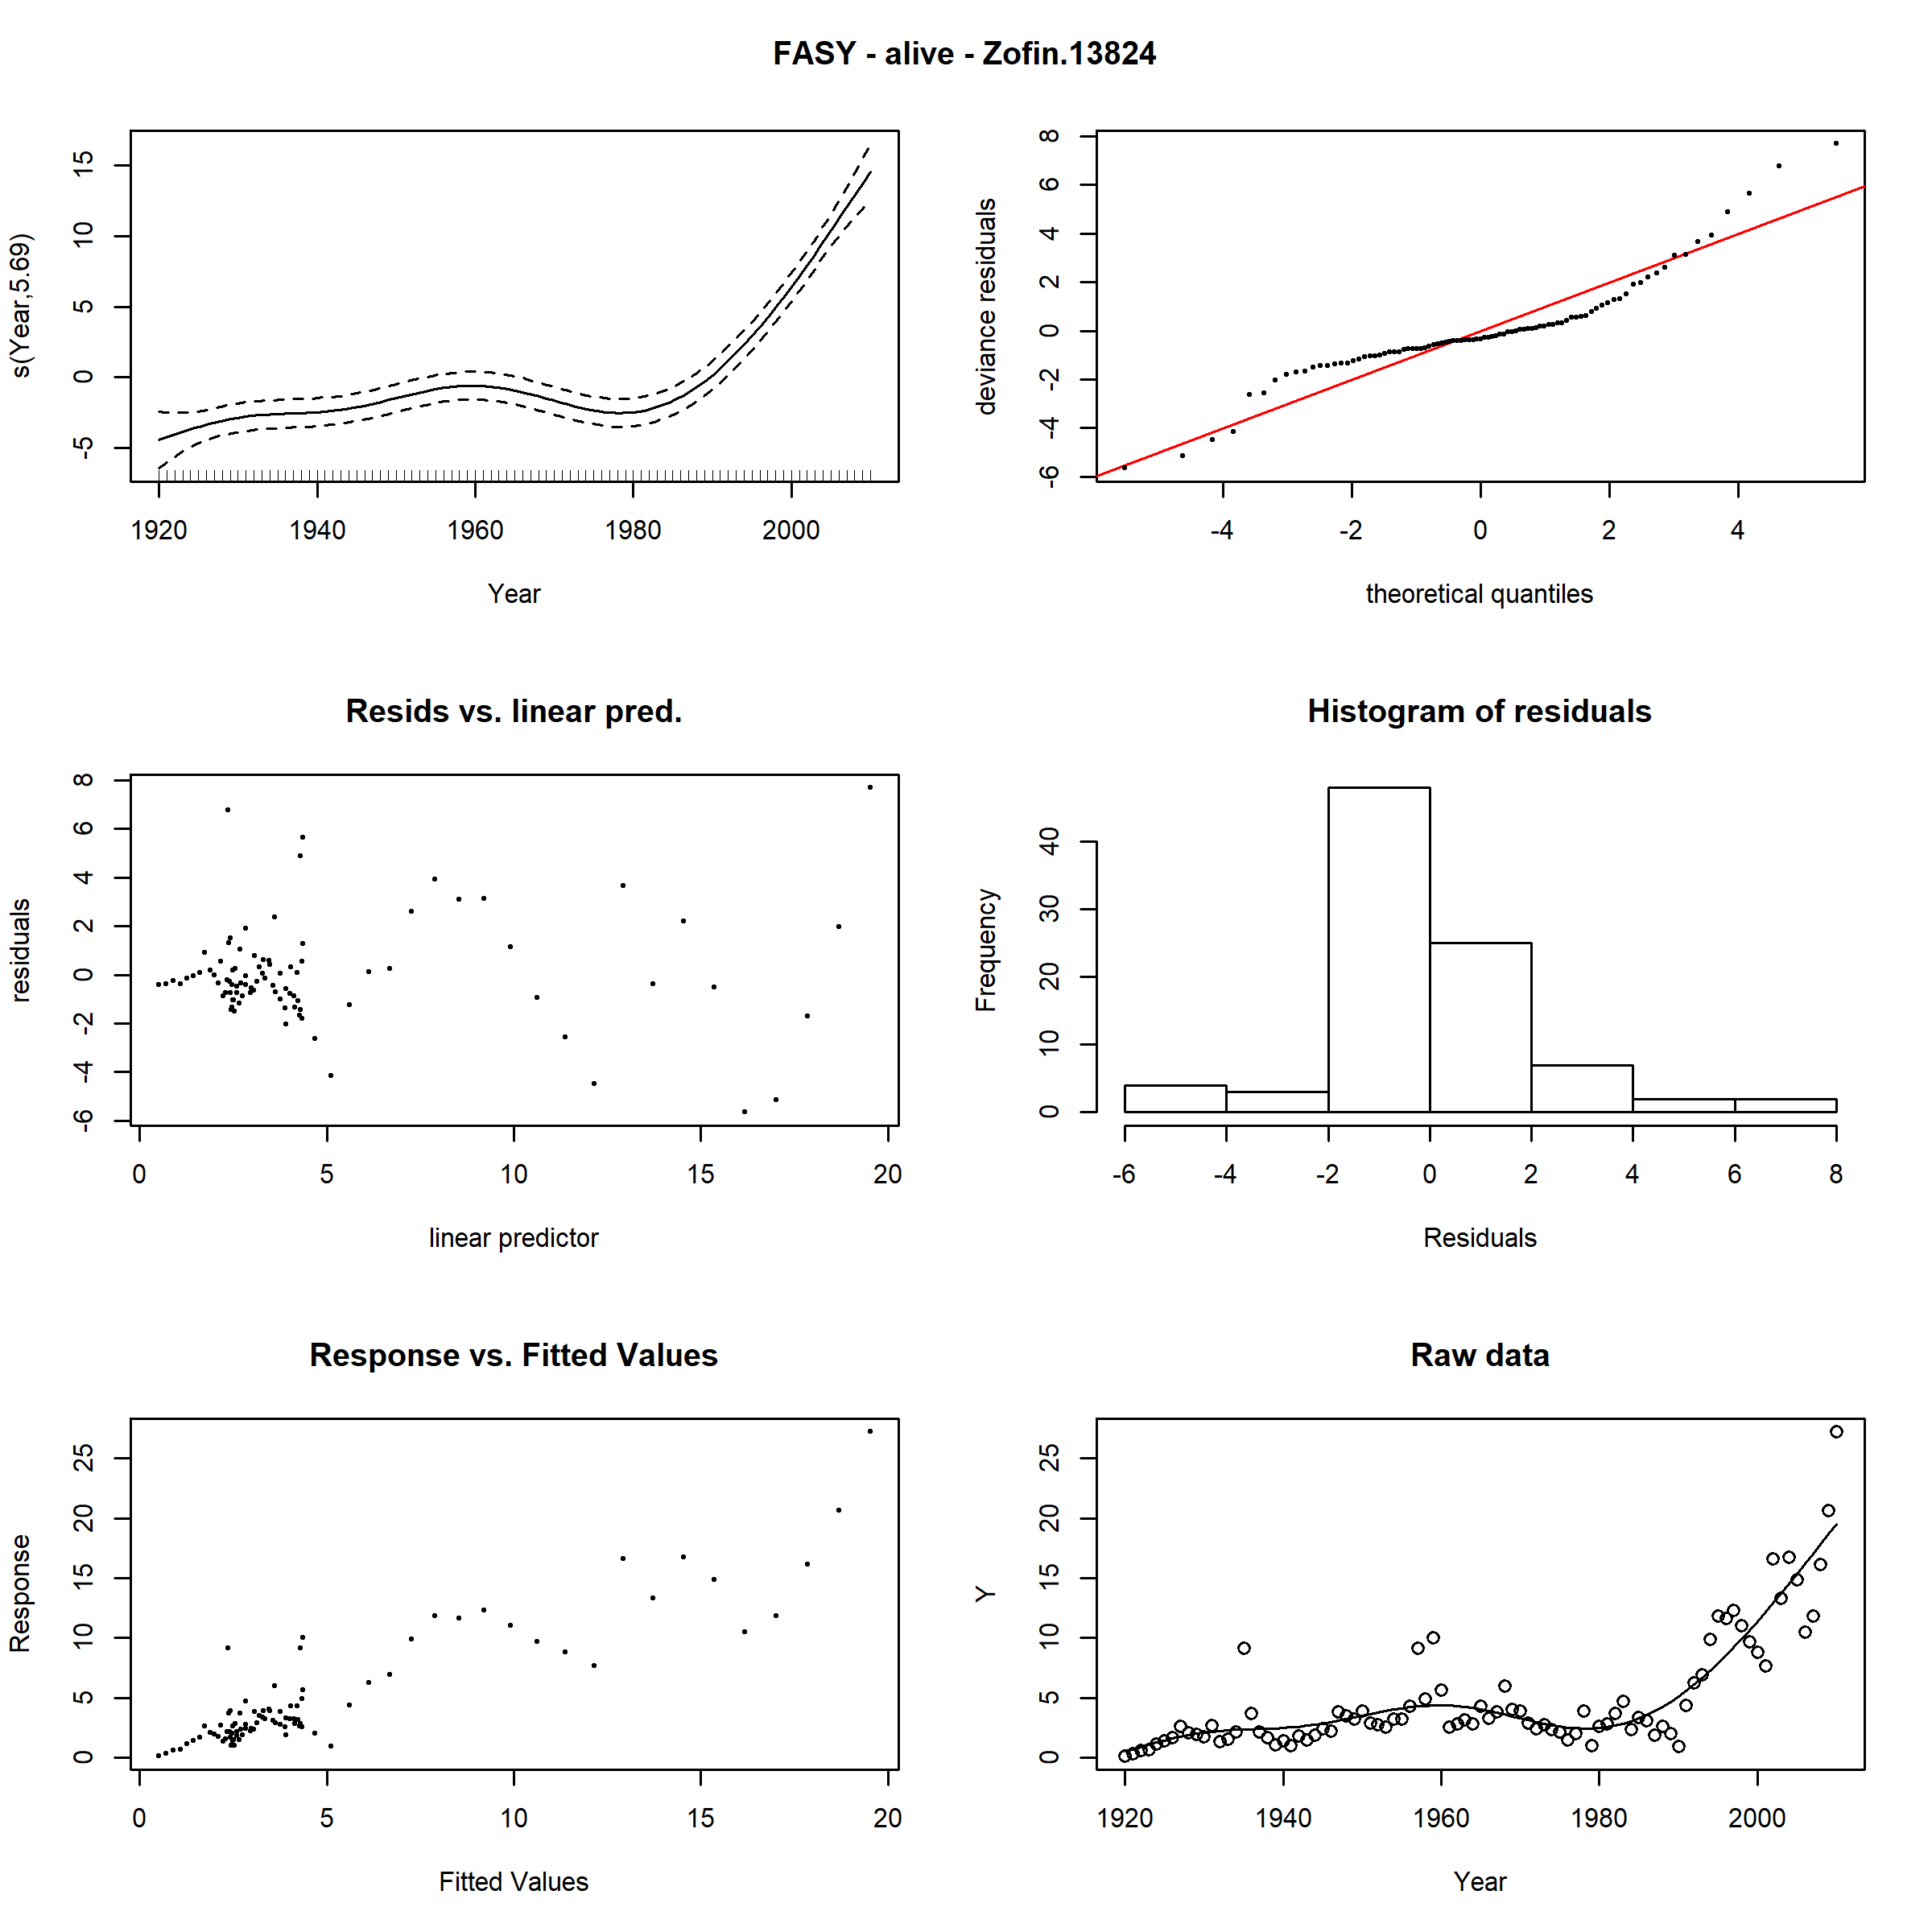 FASY - alive - Zofin.13824
s(Year,5.69)
15
10
5
0
-5
1920 1940 1960 1980 2000
Year
deviance residuals
8
6
4
2
0
-2
-4
-6
-4 -2 0 2 4
theoretical quantiles
Resids vs. linear pred.
residuals
8
6
4
2
0
-2
-4
-6
0 5 10 15 20
linear predictor
Histogram of residuals
Frequency
40
30
20
10
0
-6 -4 -2 0 2 4 6 8
Residuals
Response vs. Fitted Values
Response
25
20
15
10
5
0
0 5 10 15 20
Fitted Values
Raw data
Y
25
20
15
10
5
0
1920 1940 1960 1980 2000
Year